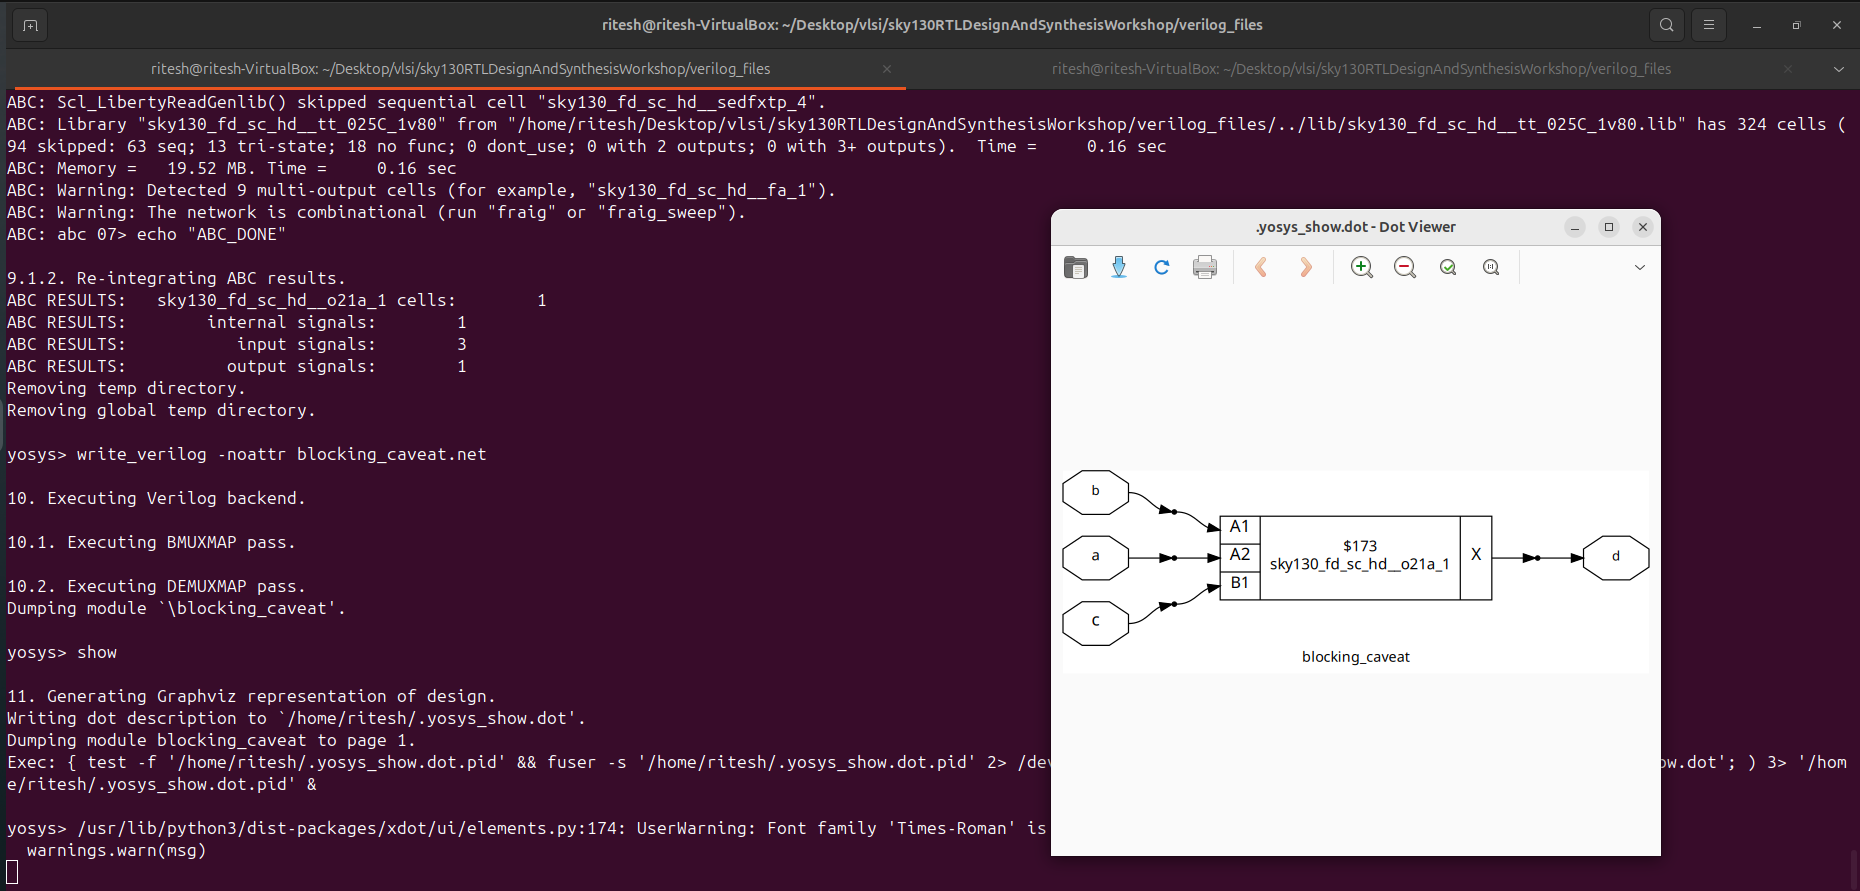 ritesh@ritesh-VirtualBox: ~/Desktop/vlsi/sky130RTLDesignAndSynthesisWorkshop/verilog_files
ritesh@ritesh-VirtualBox: ~/Desktop/vlsi/sky130RTLDesignAndSynthesisWorkshop/verilog_files
ritesh@ritesh-VirtualBox: ~/Desktop/vlsi/sky130RTLDesignAndSynthesisWorkshop/verilog_files
ABC: Scl_LibertyReadGenlib() skipped sequential cell "sky130_fd_sc_hd__sedfxtp_4".
ABC: Library "sky130_fd_sc_hd__tt_025C_1v80" from "/home/ritesh/Desktop/vlsi/sky130RTLDesignAndSynthesisWorkshop/verilog_files/../lib/sky130_fd_sc_hd__tt_025C_1v80.lib" has 324 cells (
94 skipped: 63 seq; 13 tri-state; 18 no func; 0 dont_use; 0 with 2 outputs; 0 with 3+ outputs).  Time =     0.16 sec
ABC: Memory =   19.52 MB. Time =     0.16 sec
ABC: Warning: Detected 9 multi-output cells (for example, "sky130_fd_sc_hd__fa_1").
ABC: Warning: The network is combinational (run "fraig" or "fraig_sweep").
ABC: abc 07> echo "ABC_DONE"
9.1.2. Re-integrating ABC results.
ABC RESULTS:   sky130_fd_sc_hd__o21a_1 cells:        1
ABC RESULTS:        internal signals:        1
ABC RESULTS:           input signals:        3
ABC RESULTS:          output signals:        1
Removing temp directory.
Removing global temp directory.
yosys> write_verilog -noattr blocking_caveat.net
10. Executing Verilog backend.
10.1. Executing BMUXMAP pass.
10.2. Executing DEMUXMAP pass.
Dumping module `\blocking_caveat'.
yosys> show
11. Generating Graphviz representation of design.
Writing dot description to `/home/ritesh/.yosys_show.dot'.
Dumping module blocking_caveat to page 1.
Exec: { test -f '/home/ritesh/.yosys_show.dot.pid' && fuser -s '/home/ritesh/.yosys_show.dot.pid' 2> /dev ow.dot'; ) 3> '/hom
e/ritesh/.yosys_show.dot.pid' &
yosys> /usr/lib/python3/dist-packages/xdot/ui/elements.py:174: UserWarning: Font family 'Times-Roman' is
warnings.warn(msg)
.yosys_show.dot - Dot Viewer
b
a
c
A1
A2
B1
$173
sky130_fd_sc_hd__o21a_1
X
d
blocking_caveat